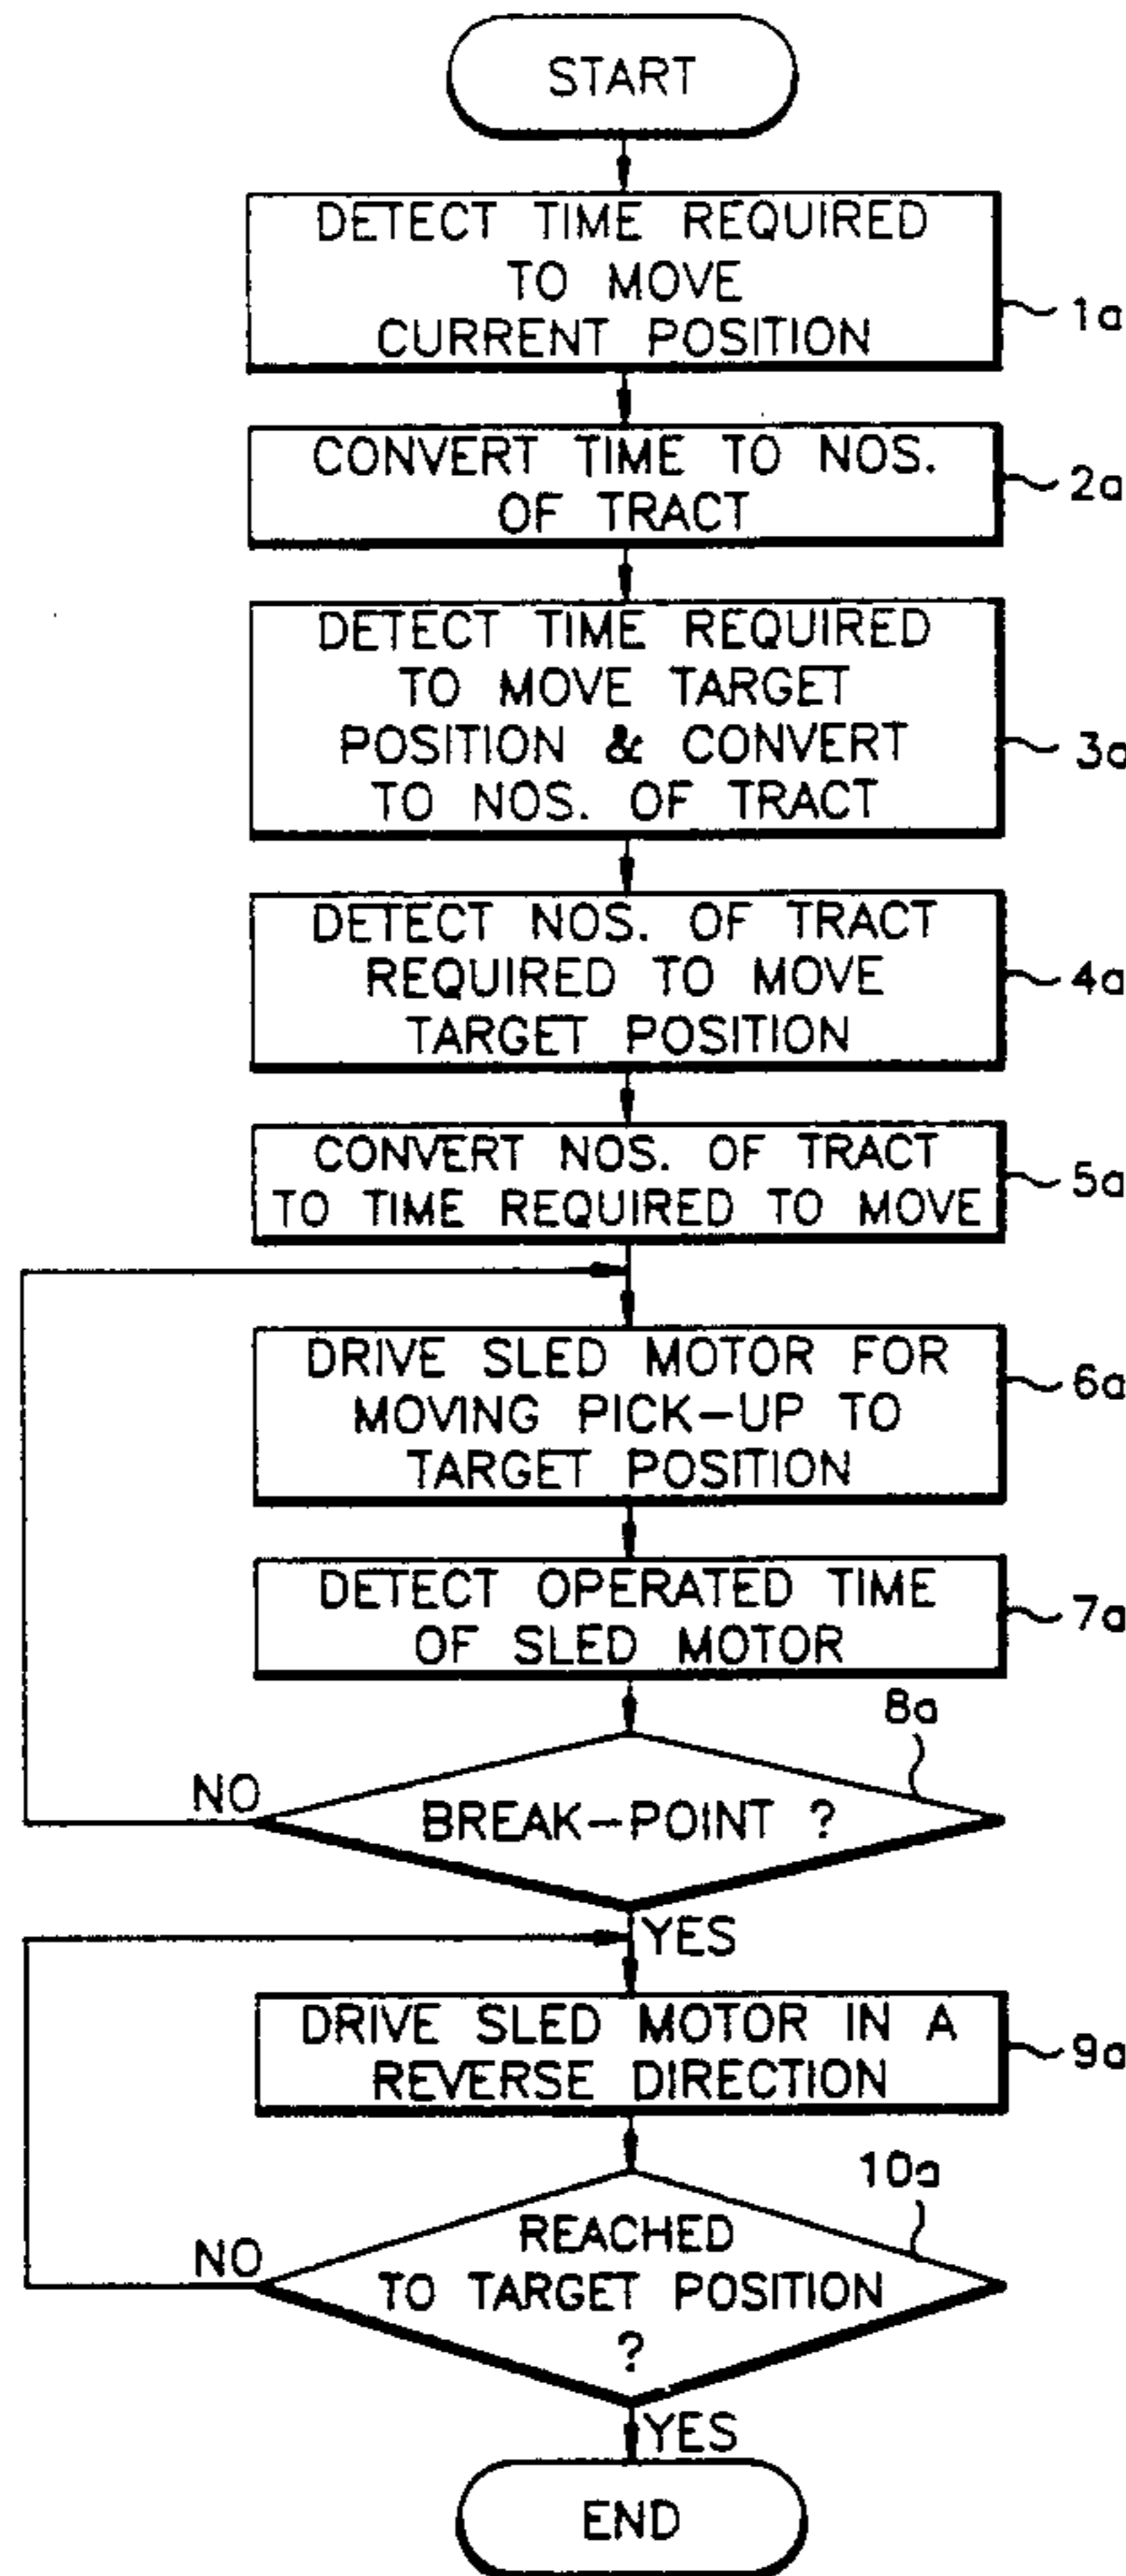 START
DETECT TIME REQUIRED
TO MOVE
CURRENT POSITION
1a
CONVERT TIME TO NOS.
OF TRACT
2a
DETECT TIME REQUIRED
TO MOVE TARGET
POSITION & CONVERT
TO NOS. OF TRACT
3a
DETECT NOS. OF TRACT
REQUIRED TO MOVE
TARGET POSITION
4a
CONVERT NOS. OF TRACT
TO TIME REQUIRED TO MOVE
5a
DRIVE SLED MOTOR FOR
MOVING PICK-UP TO
TARGET POSITION
6a
DETECT OPERATED TIME
OF SLED MOTOR
7a
8a
NO
BREAK-POINT ?
YES
DRIVE SLED MOTOR IN A
REVERSE DIRECTION
9a
10a
REACHED
NO
TO TARGET POSITION
?
YES
END